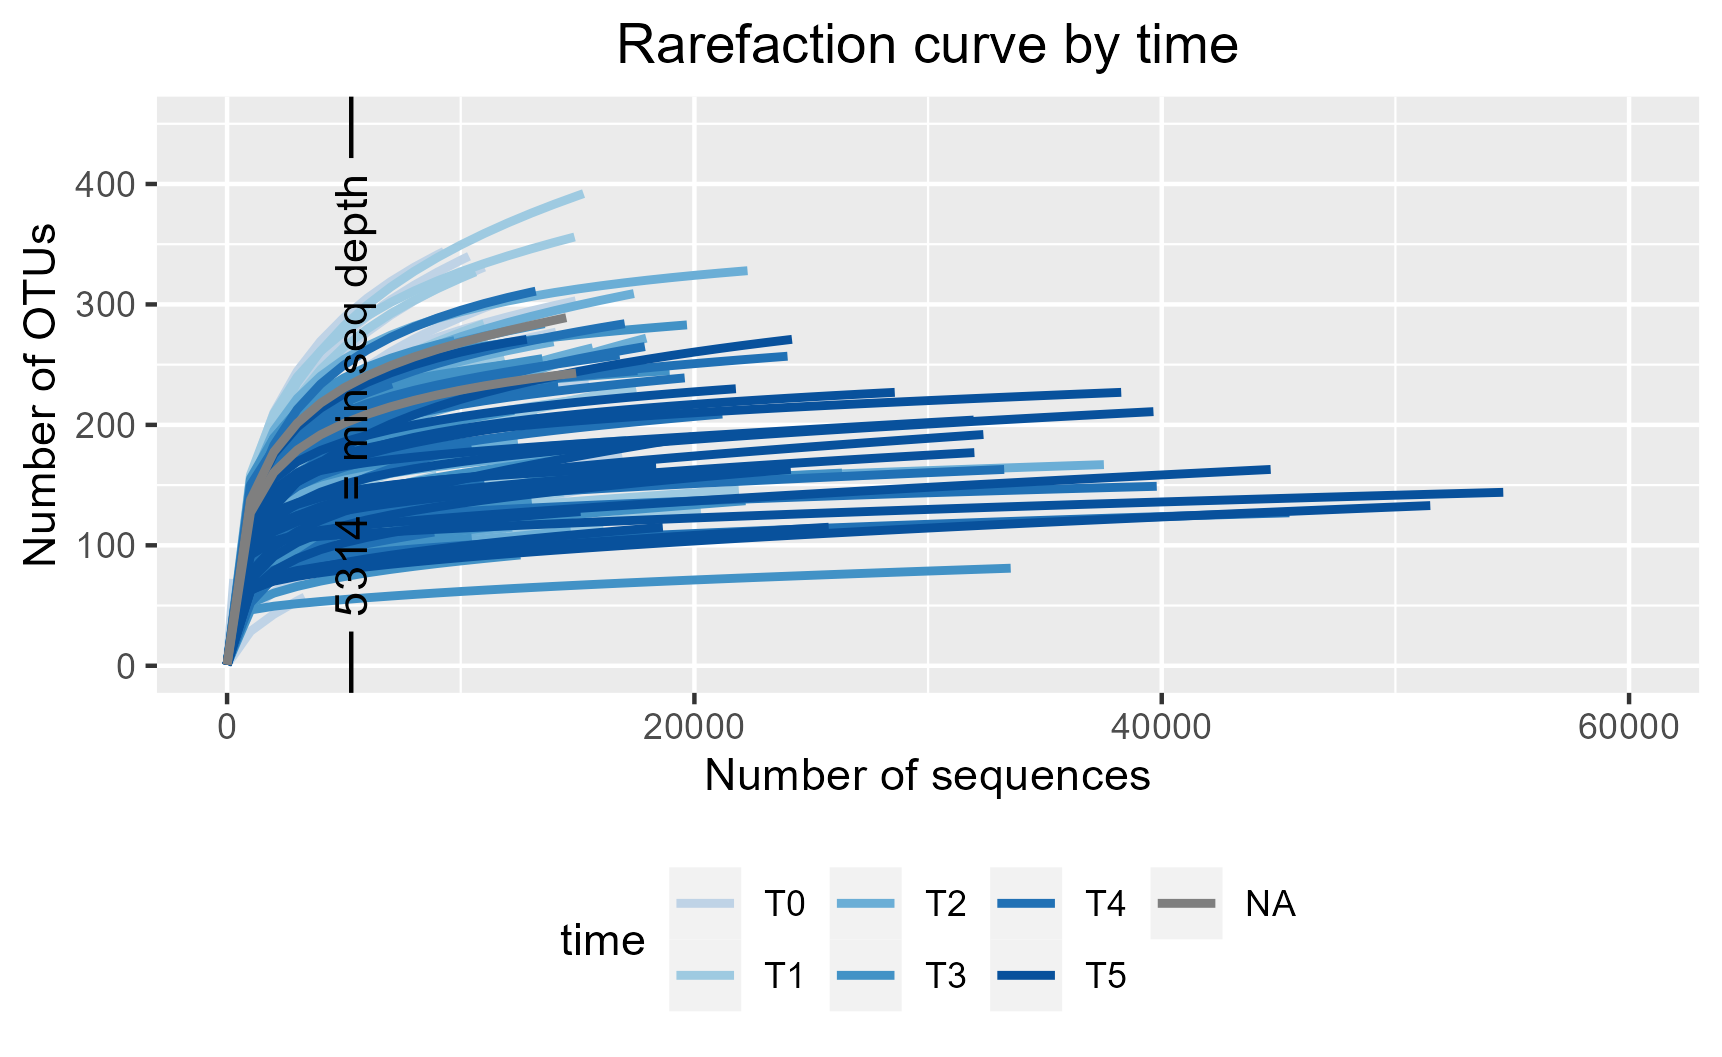 Rarefaction curve by time
Number of OTUs
400
300
200
100
0
5314 = min seq depth
0 20000 40000 60000
Number of sequences
time
T0 T2 T4 NA
T1 T3 T5